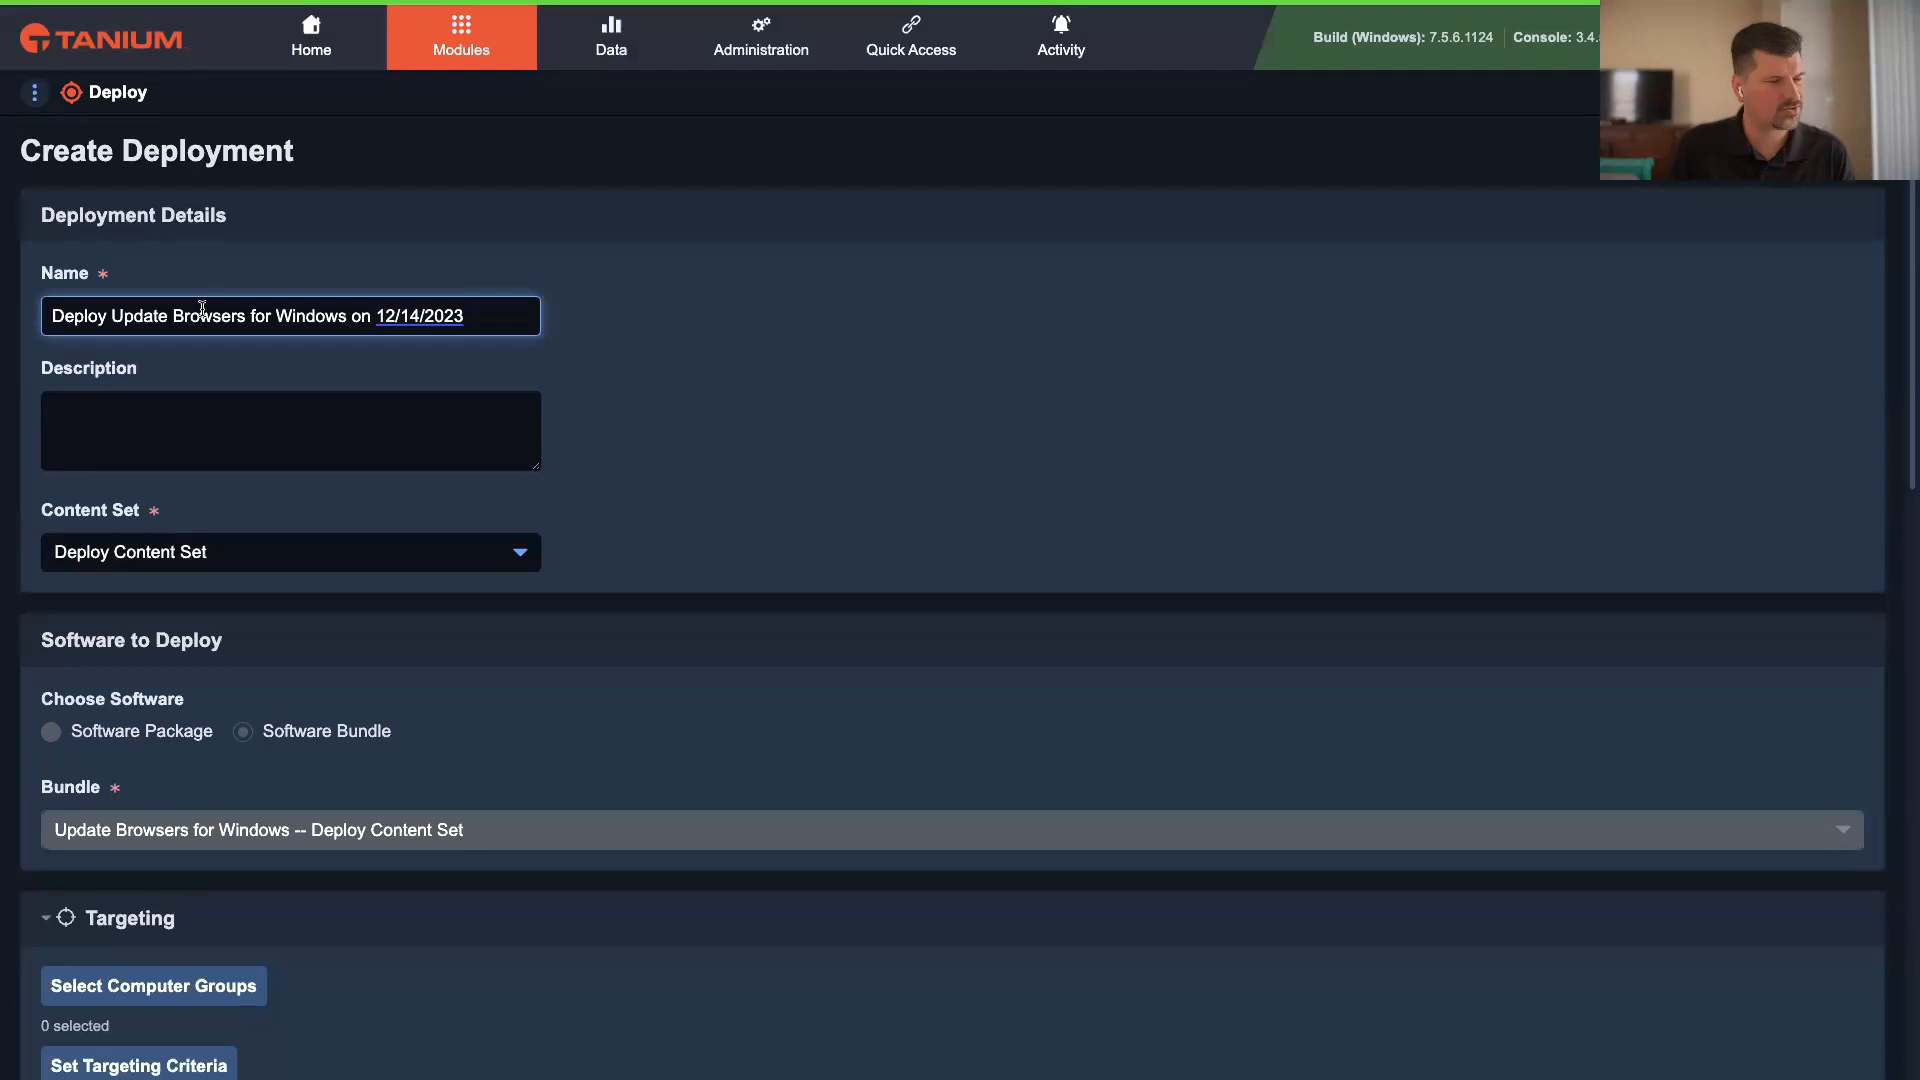 TANIUM
Home
Modules
Data
Administration
Quick Access
Activity
Build (Windows): 7.5.6.1124
Console: 3.4.
Deploy
Create Deployment
Deployment Details
Name *
Deploy Update Browsers for Windows on 12/14/2023
Description
Content Set *
Deploy Content Set
Software to Deploy
Choose Software
Software Package
Software Bundle
Bundle *
Update Browsers for Windows -- Deploy Content Set
Targeting
Select Computer Groups
0 selected
Set Targeting Criteria